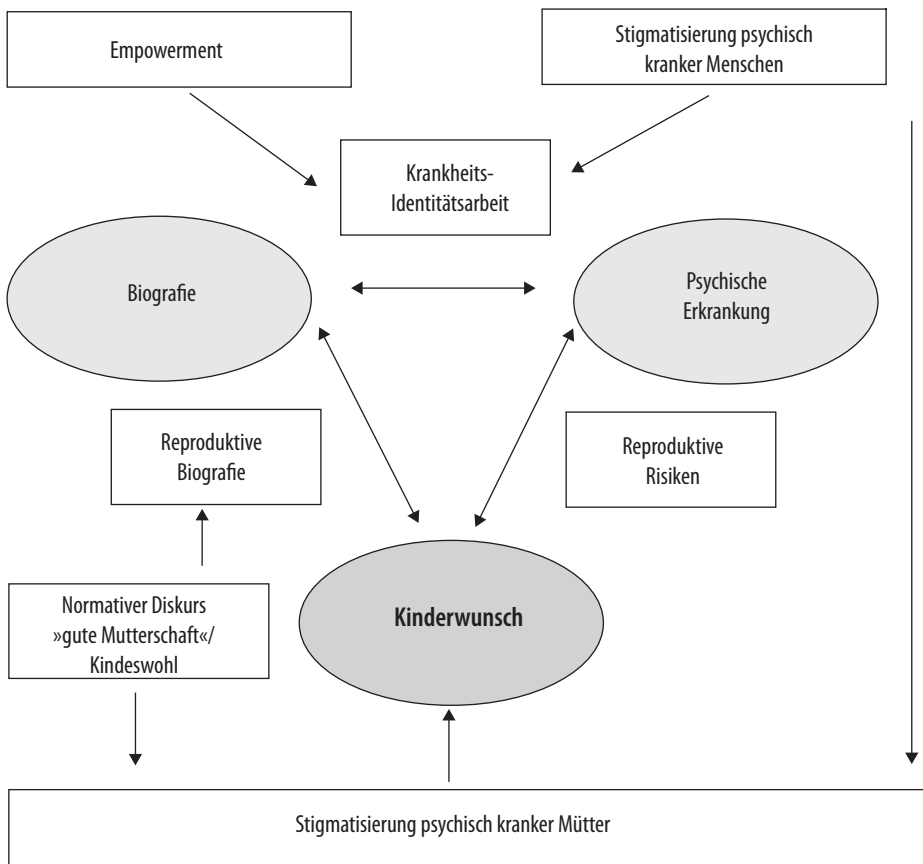 Empowerment
Stigmatisierung psychisch
kranker Menschen
Krankheits-
Identitätsarbeit
Biografie
Psychische
Erkrankung
Reproduktive
Biografie
Reproduktive
Risiken
Normativer Diskurs
»gute Mutterschaft«/
Kindeswohl
Kinderwunsch
Stigmatisierung psychisch kranker Mütter